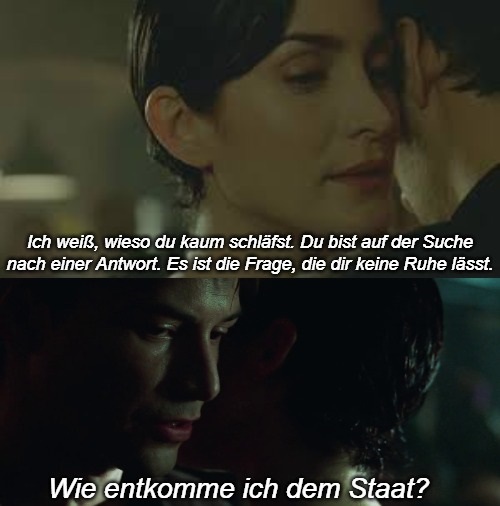 Ich weiß, wieso du kaum schläfst. Du bist auf der Suche
nach einer Antwort. Es ist die Frage, die dir keine Ruhe lässt.
Wie entkomme ich dem Staat?